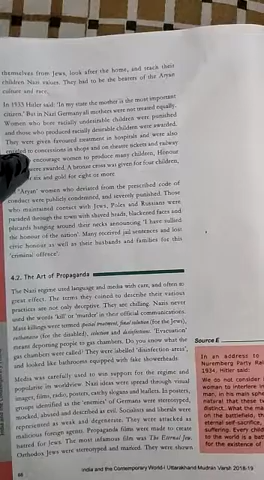 themselves from Jews, look after the home, and teach their
children Nazi values. They had to be the bearers of the Aryan
culture and race.
In 1933 Hitler said: 'In my state the mother is the most important
citizen.' But in Nazi Germany all mothers were not treated equally.
Women who bore racially undesirable children were punished
and those who produced racially desirable children were awarded.
They were given favoured treatment in hospitals and were also
entitled to concessions in shops and on theatre tickets and railway
encourage women to produce many children, Honour
were awarded. A bronze cross was given for four children,
six and gold for eight or more
'Aryan' women who deviated from the prescribed code of
conduct were publicly condemned, and severely punished. Those
who maintained contact with Jews, Poles and Russians were
paraded through the town with shaved heads, blackened faces and
placards hanging around their necks announcing 'I have sullied
the honour of the nation'. Many received jail sentences and lost
civic honour as well as their husbands and families for this
'criminal offence'.
4.2. The Art of Propaganda
The Nazi regime used language and media with care, and often to
great effect. The terms they coined to describe their various
practices are not only deceptive. They are chilling. Nazis never
used the words 'kill' or 'murder' in their official communications.
Mass killings were termed special treatment, final solution (for the Jews),
euthanasia (for the disabled), selection and disinfections. 'Evacuation'
meant deporting people to gas chambers. Do you know what the
gas chambers were called? They were labelled 'disinfection areas',
and looked like bathrooms equipped with fake showerheads
Media was carefully used to win support for the regime and
popularise its worldview. Nazi ideas were spread through visual
images, films, radio, posters, catchy slogans and leaflets. In posters,
groups identified as the 'enemies' of Germans were stereotyped,
mocked, abused and described as evil. Socialists and liberals were
represented as weak and degenerate. They were attacked as
malicious foreign agents. Propaganda films were made to create
hatred for Jews. The most infamous film was The Eternal Jew.
Orthodox Jews were stereotyped and marked. They were shown
Source E
In an address to
Nuremberg Party Ral
1934, Hitler said:
We do not consider
woman to interfere in
man, in his main sphe
natural that these tw
distinct.. What the ma
on the battlefield, th
eternal self-sacrifice,
suffering. Every child
to the world is a batt
for the existence of
68
India and the Contemporary World-I Uttarakhand Mudran Varsh 2018-19